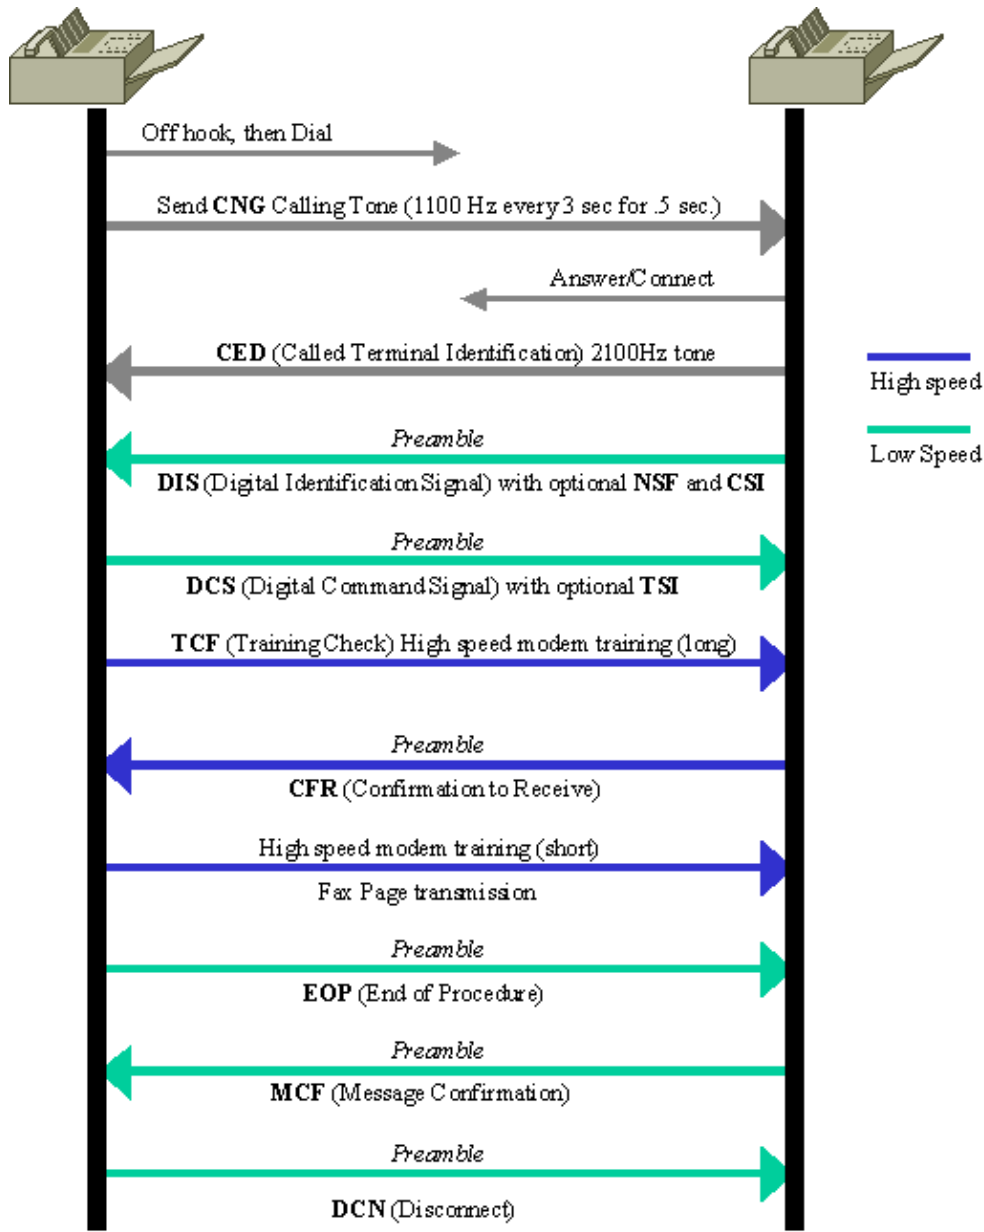 Off hook, then Dial
Send CNG Calling Tone (1100 Hz every 3 sec for .5 sec.)
Answer/Connect
CED (Called Terminal Identification) 2100Hz tone
High speed
Low Speed
Preamble
DIS (Digital Identification Signal) with optional NSF and CSI
Preamble
DCS (Digital Command Signal) with optional TSI
TCF (Training Check) High speed modem training (long)
Preamble
CFR (Confirmation to Receive)
High speed modem training (short)
Fax Page transmission
Preamble
EOP (End of Procedure)
Preamble
MCF (Message Confirmation)
Preamble
DCN (Disconnect)